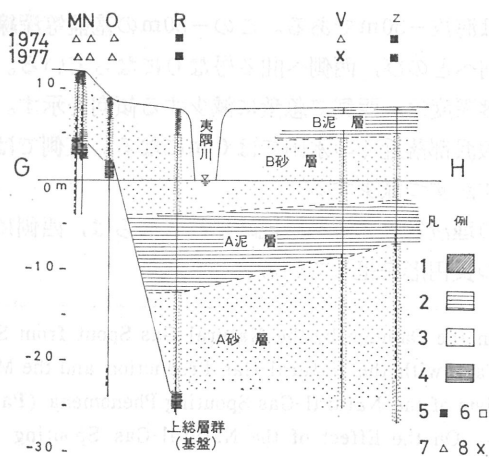 M N O R V Z
1974 △ △ △ ■ △ ■
1977 △ △ △ ■ × ■
10
夷隅川
B泥層
B砂層
G
0 m
H
A泥層
凡例
-10
1
2
A砂層
3
-20
4
上総層群
(基盤)
5 ■ 6 □
-30
7 △ 8 ×